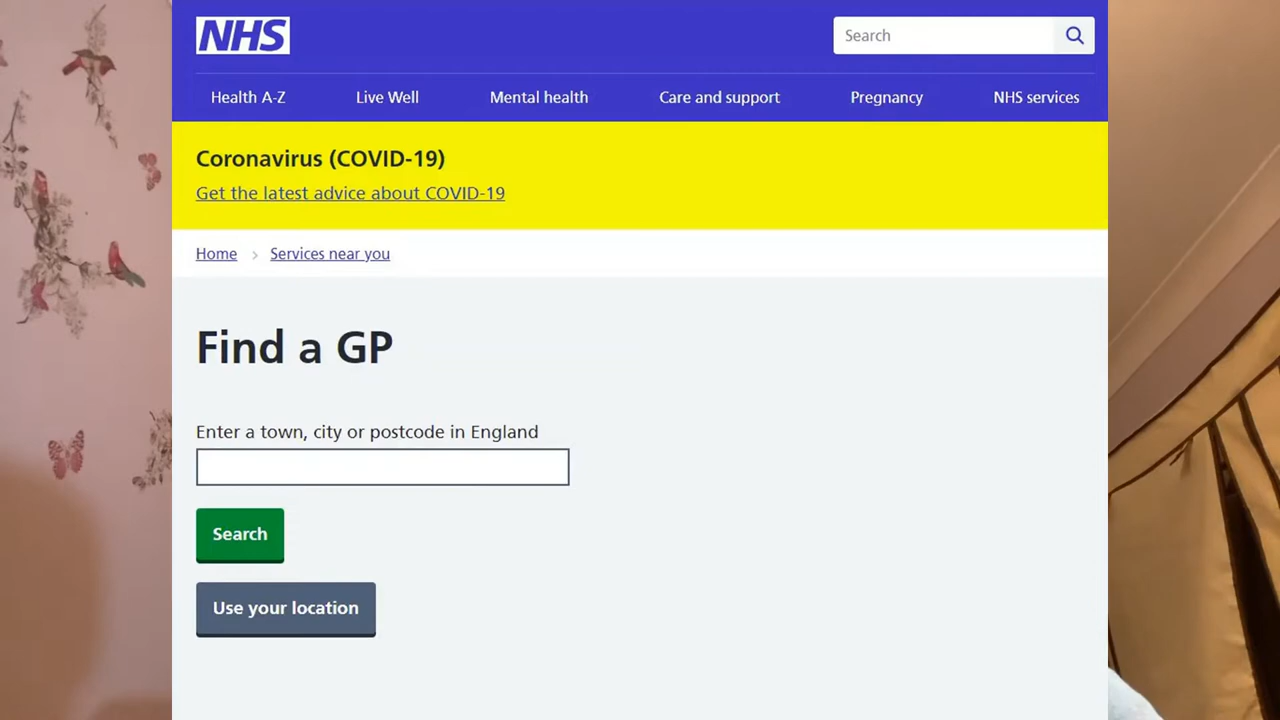 NHS
Search
Health A-Z Live Well Mental health Care and support Pregnancy NHS services
Coronavirus (COVID-19)
Get the latest advice about COVID-19
Home > Services near you
Find a GP
Enter a town, city or postcode in England
Search
Use your location